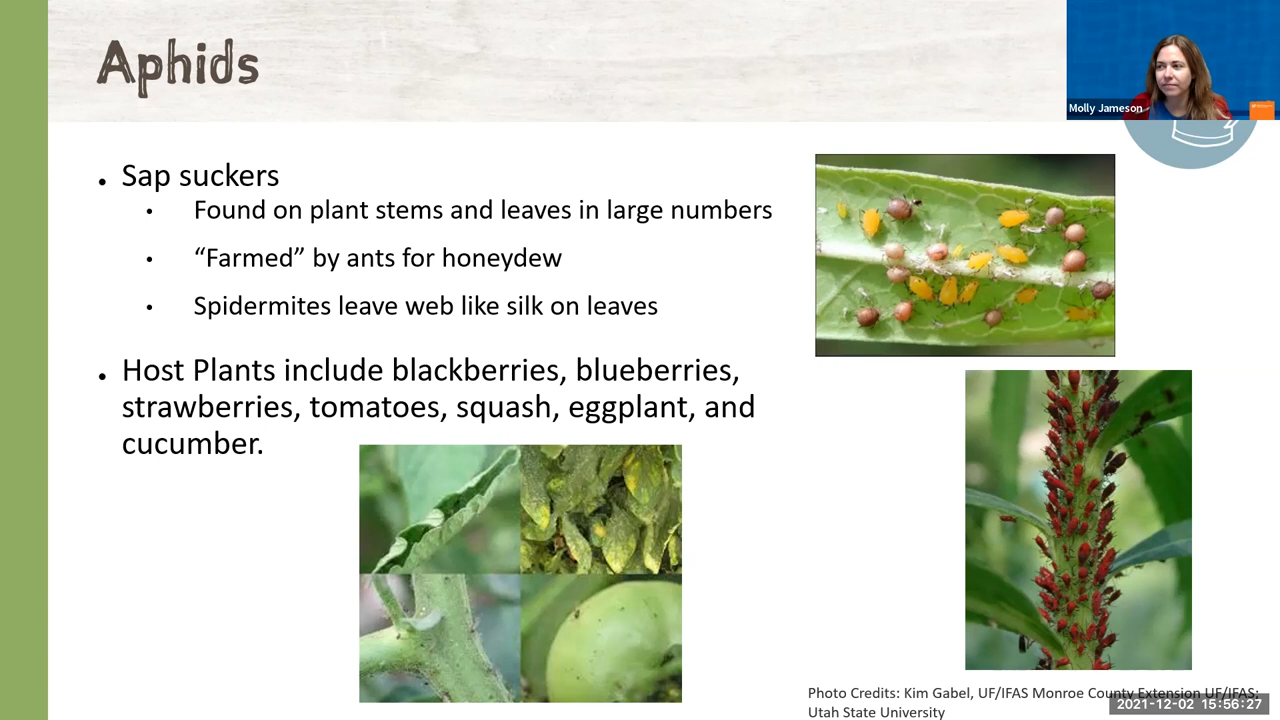 Aphids
Molly Jameson
• Sap suckers
• Found on plant stems and leaves in large numbers
• “Farmed” by ants for honeydew
• Spidermites leave web like silk on leaves
• Host Plants include blackberries, blueberries,
strawberries, tomatoes, squash, eggplant, and
cucumber.
Photo Credits: Kim Gabel, UF/IFAS Monroe County Extension UF/IFAS;
Utah State University
2021-12-02 15:56:27